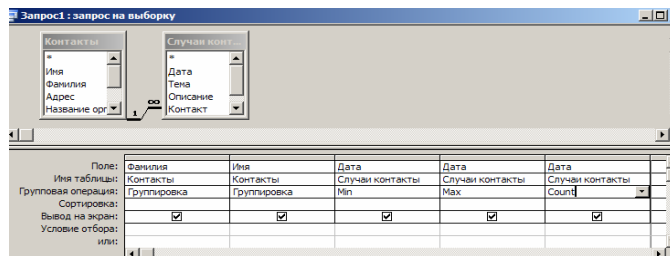 Запрос1 : запрос на выборку
Контакты
*
Имя
Фамилия
Адрес
Название орг
Случаи конт...
*
Дата
Тема
Описание
Контакт
1 ∞
Поле: Фамилия Имя Дата Дата Дата
Имя таблицы: Контакты Контакты Случаи контакты Случаи контакты Случаи контакты
Групповая операция: Группировка Группировка Min Max Count
Сортировка:
Вывод на экран:
Условие отбора:
или: